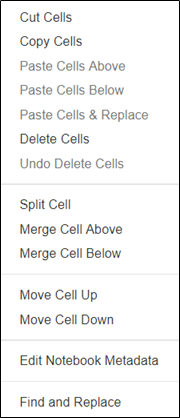 Cut Cells
Copy Cells
Paste Cells Above
Paste Cells Below
Paste Cells & Replace
Delete Cells
Undo Delete Cells
Split Cell
Merge Cell Above
Merge Cell Below
Move Cell Up
Move Cell Down
Edit Notebook Metadata
Find and Replace